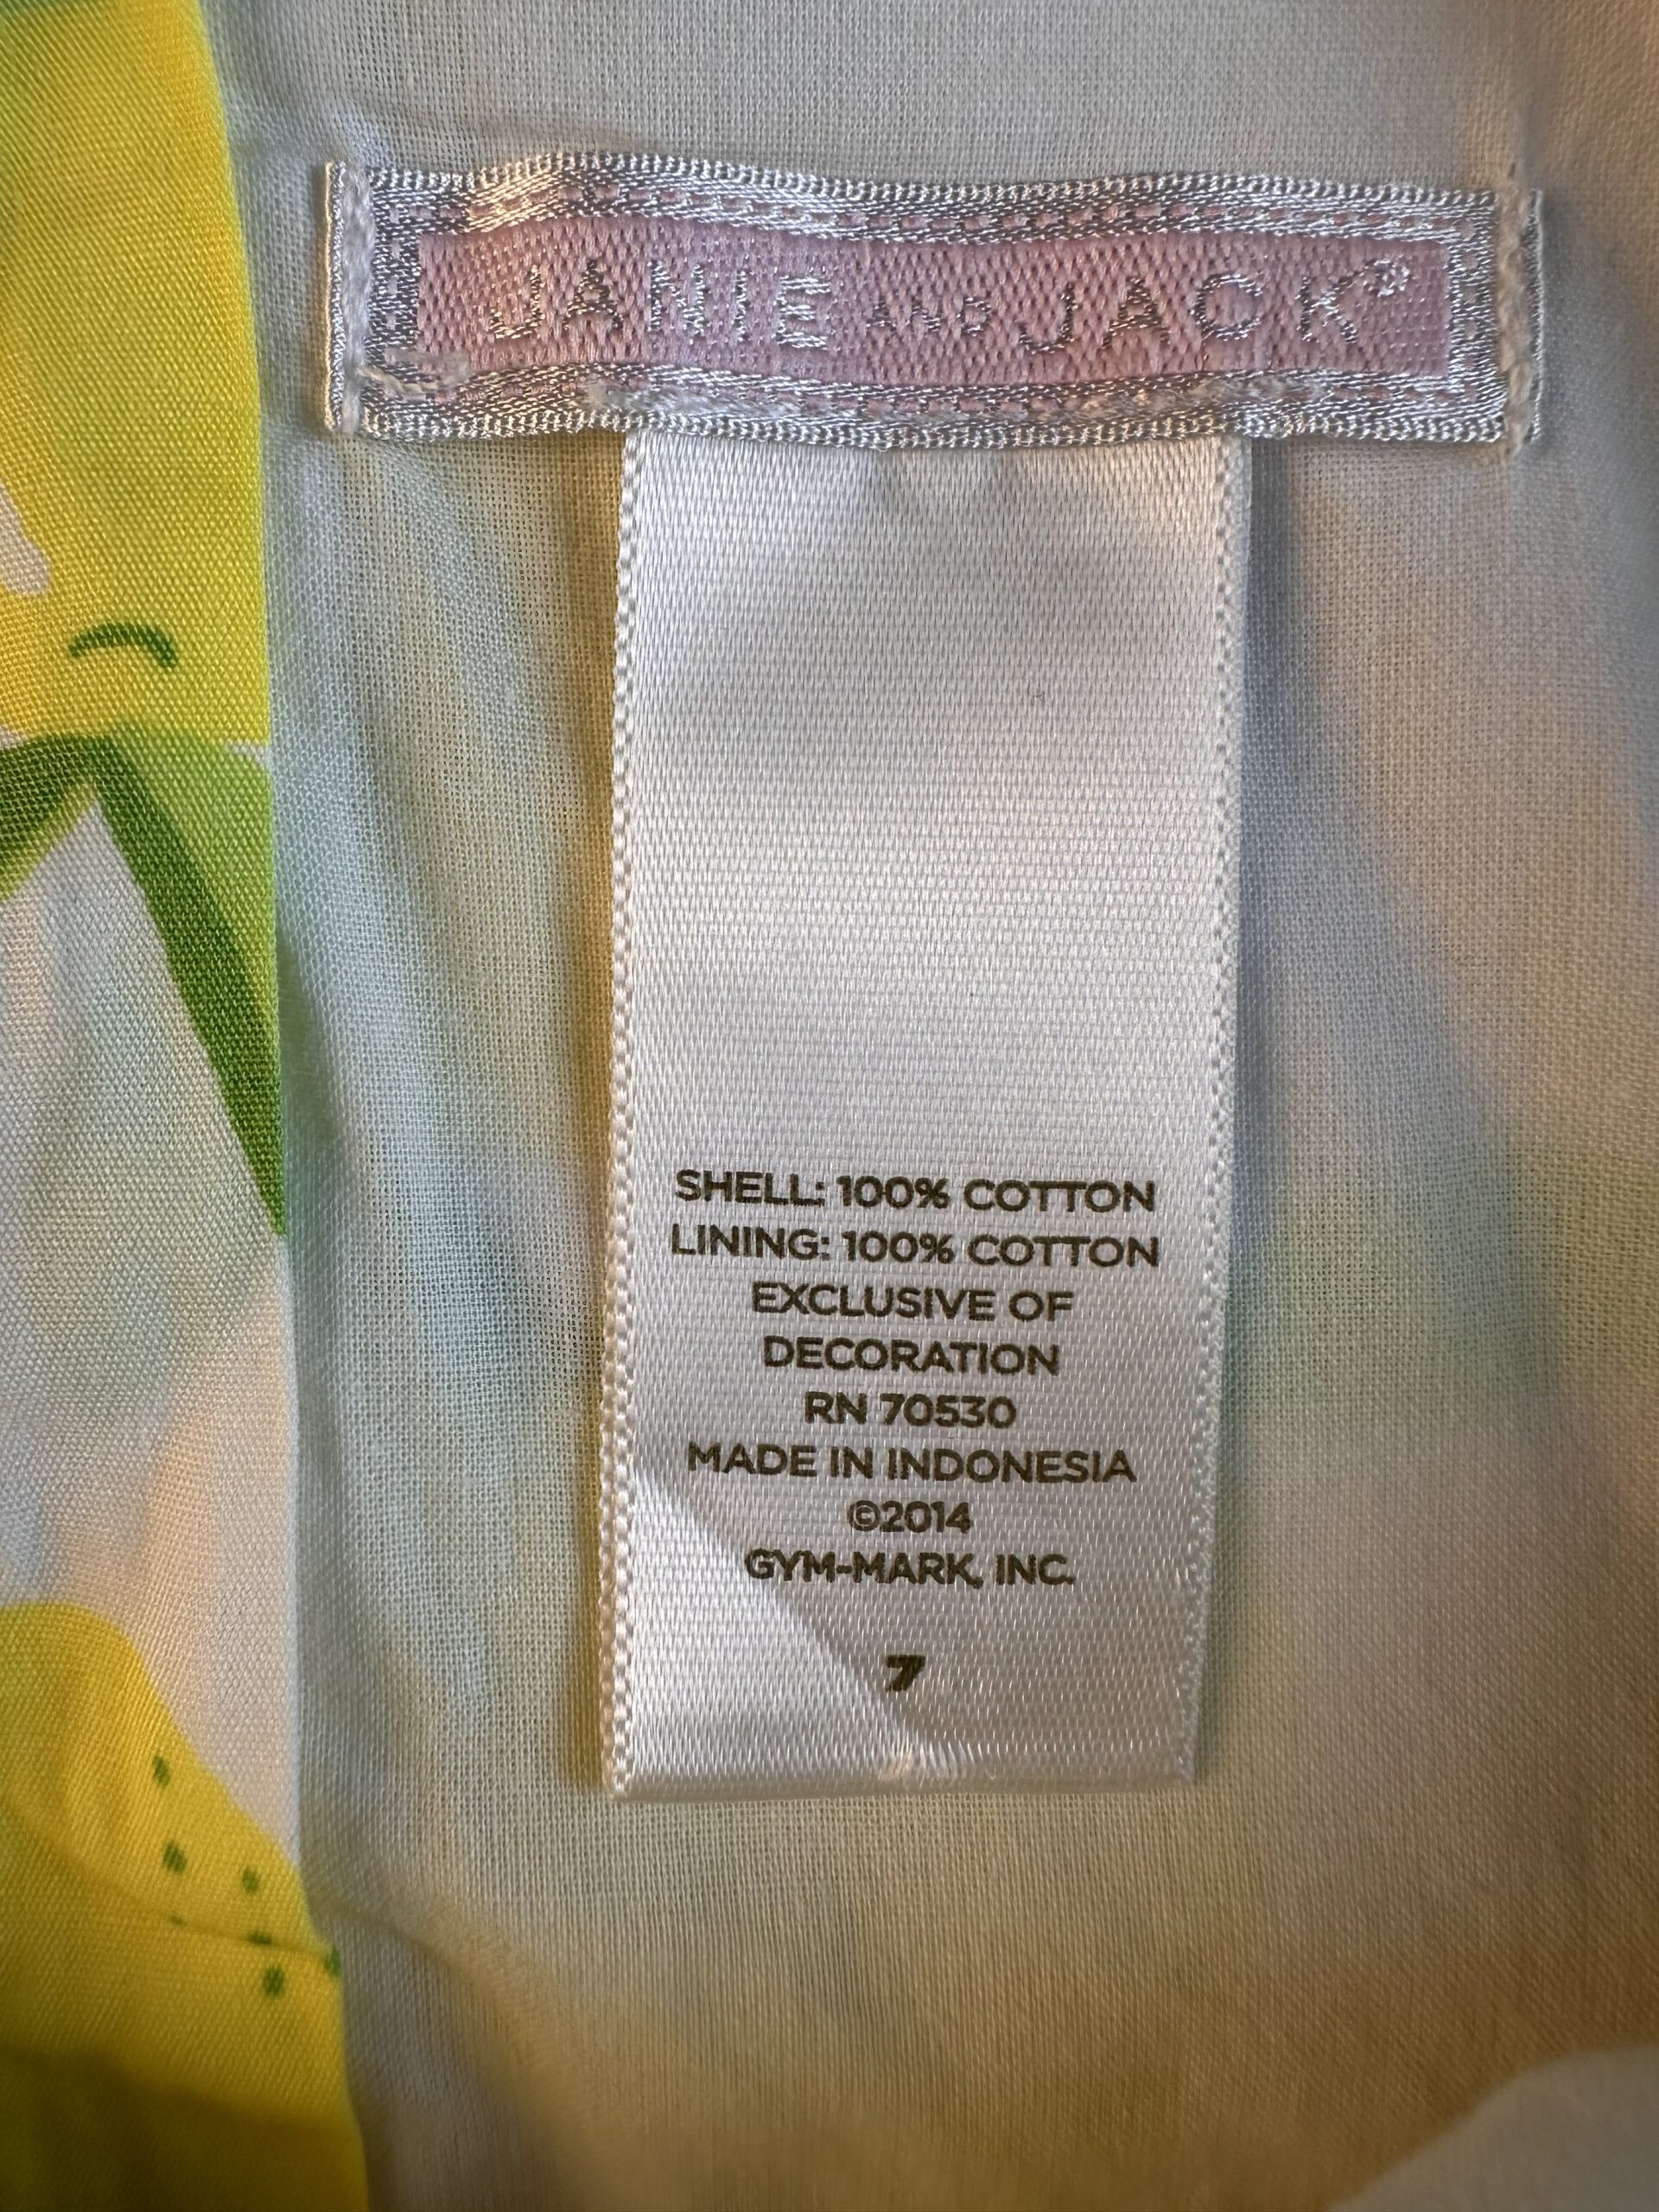 JANIE AND JACK®
SHELL: 100% COTTON
LINING: 100% COTTON
EXCLUSIVE OF
DECORATION
RN 70530
MADE IN INDONESIA
©2014
GYM-MARK, INC.
7